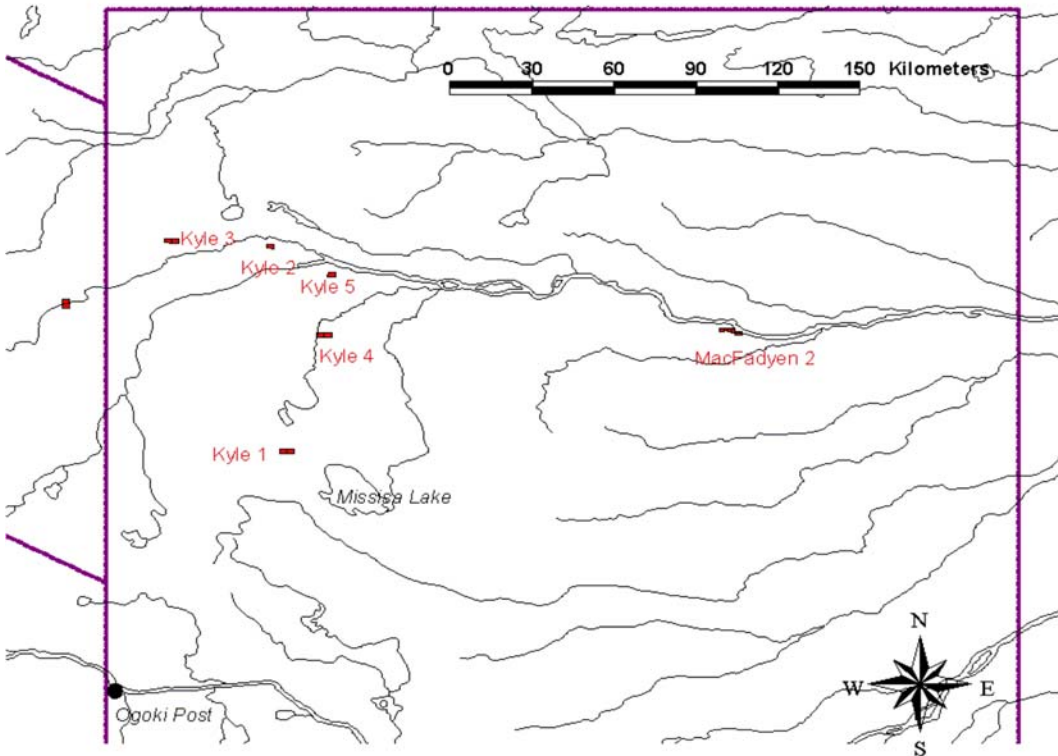 0 30 60 90 120 150 Kilometers
Kyle 3
Kyle 2
Kyle 5
Kyle 4
MacFadyen 2
Kyle 1
Missisa Lake
N
W E
S
Ogoki Post